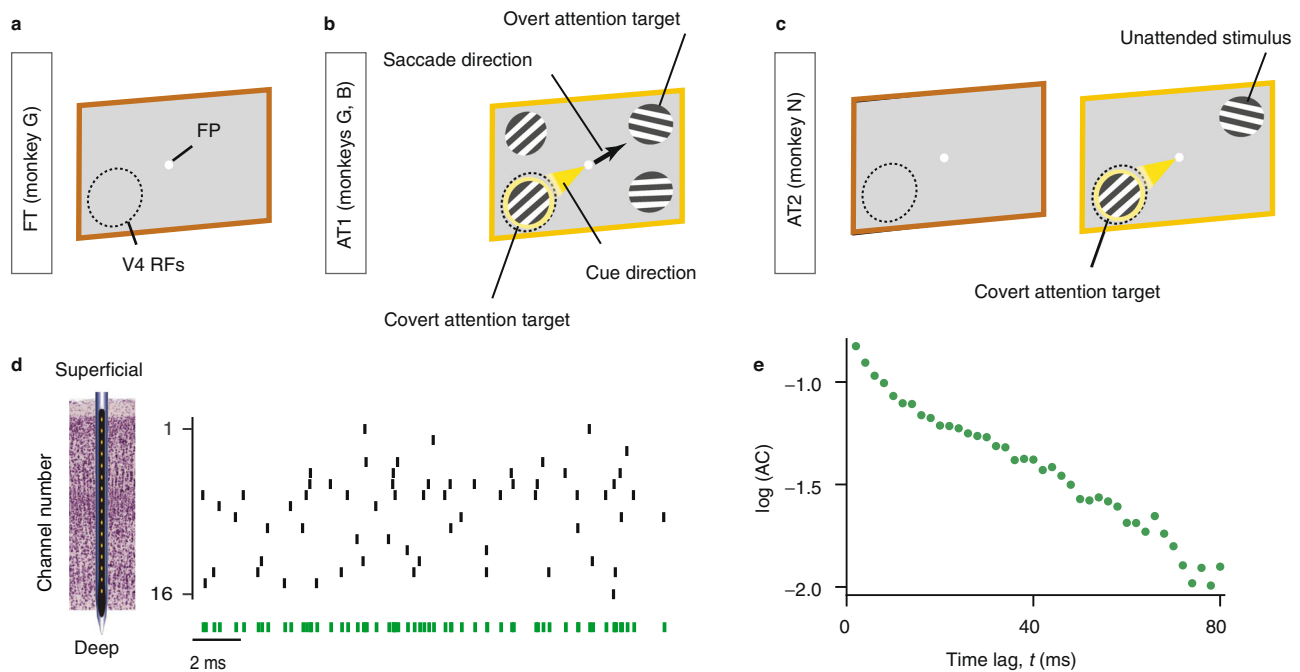 a
FT (monkey G)
FP
V4 RFs
b
AT1 (monkeys G, B)
Overt attention target
Saccade direction
Cue direction
Covert attention target
c
AT2 (monkey N)
Unattended stimulus
Covert attention target
d
Superficial
Deep
Channel number
1
16
2 ms
e
log (AC)
−1.0
−1.5
−2.0
0
40
80
Time lag, t (ms)